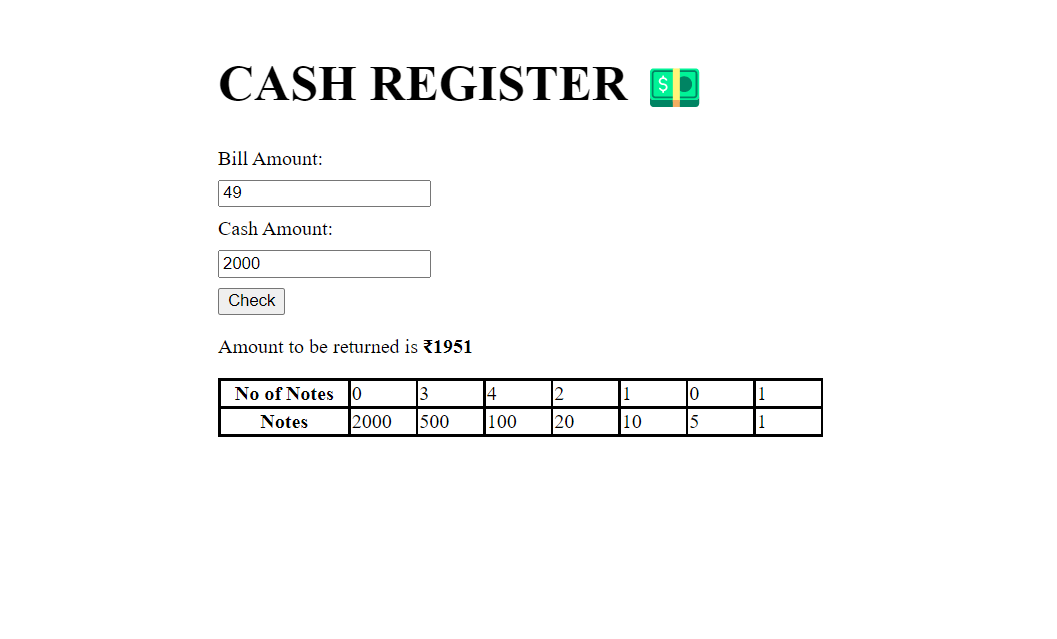 CASH REGISTER 💵
Bill Amount:
49
Cash Amount:
2000
Check
Amount to be returned is ₹1951
No of Notes 0 3 4 2 1 0 1
Notes 2000 500 100 20 10 5 1